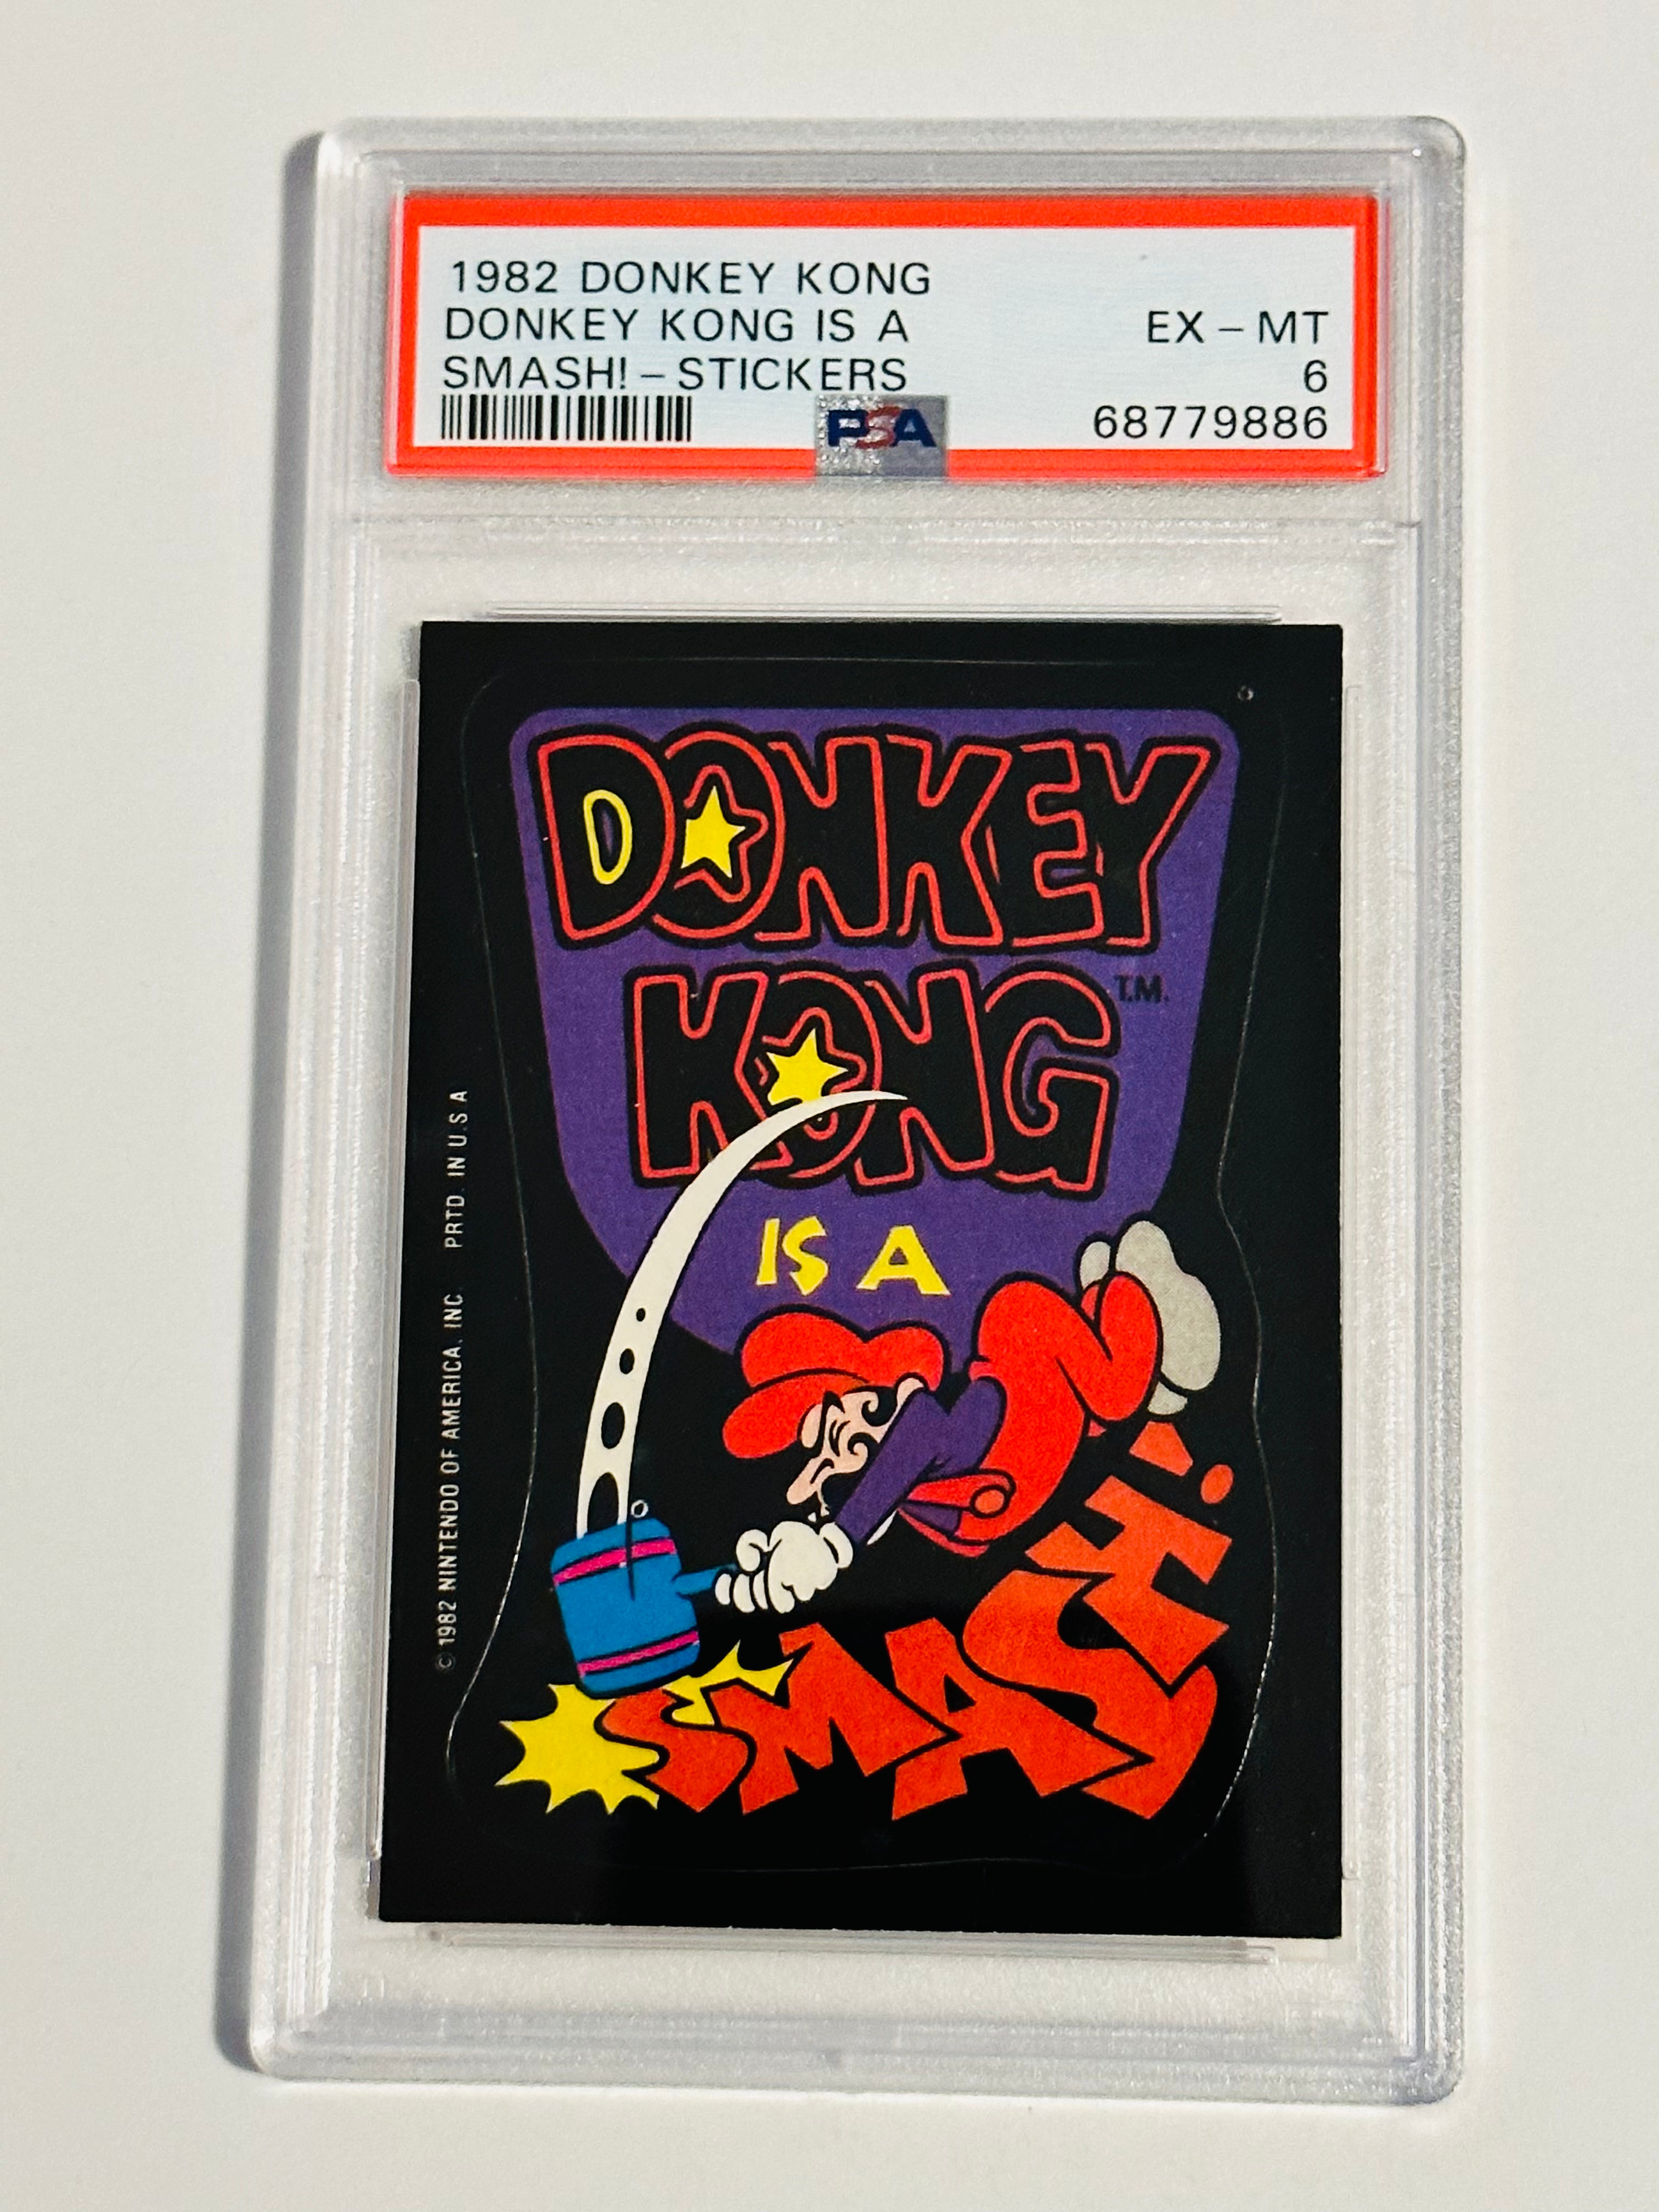 1982 DONKEY KONG
DONKEY KONG IS A
SMASH! – STICKERS
EX – MT
6
68779886
PSA
DONKEY
KONG T.M.
IS A
SMASH!
© 1982 NINTENDO OF AMERICA, INC PRTD. IN U.S A